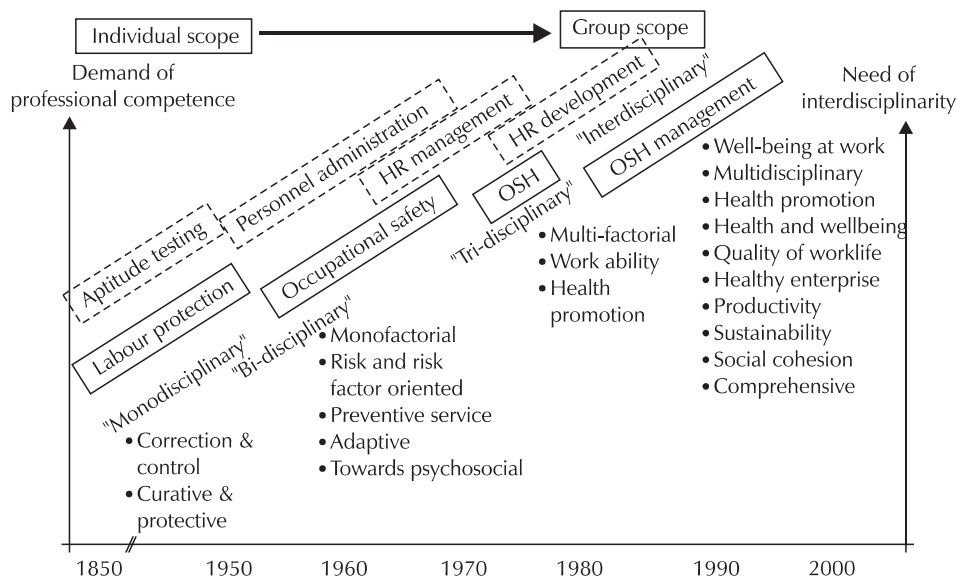 Individual scope
Group scope
Demand of
professional competence
Need of
interdisciplinarity
Aptitude testing
Personnel administration
HR management
HR development
"Interdisciplinary"
Labour protection
Occupational safety
OSH
OSH management
"Monodisciplinary"
"Bi-disciplinary"
"Tri-disciplinary"
• Correction &
control
• Curative &
protective
• Monofactorial
• Risk and risk
factor oriented
• Preventive service
• Adaptive
• Towards psychosocial
• Multi-factorial
• Work ability
• Health
promotion
• Well-being at work
• Multidisciplinary
• Health promotion
• Health and wellbeing
• Quality of worklife
• Healthy enterprise
• Productivity
• Sustainability
• Social cohesion
• Comprehensive
1850 1950 1960 1970 1980 1990 2000